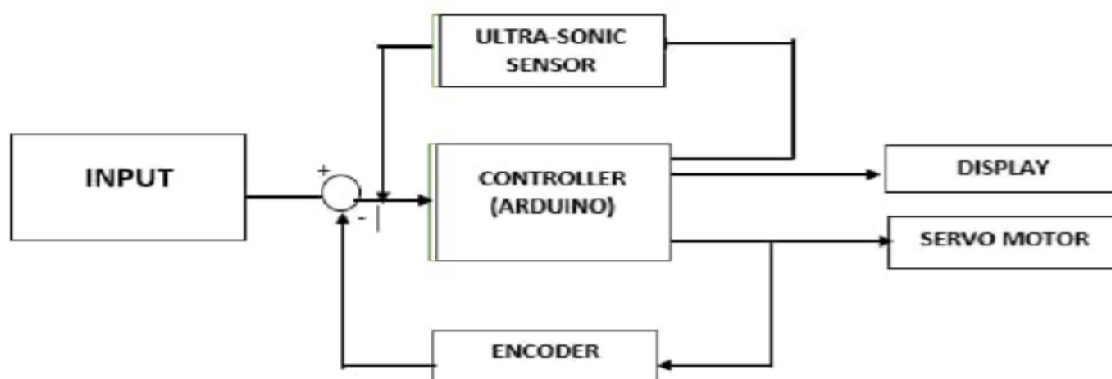 ULTRA-SONIC
SENSOR
INPUT
+
-
CONTROLLER
(ARDUINO)
DISPLAY
SERVO MOTOR
ENCODER